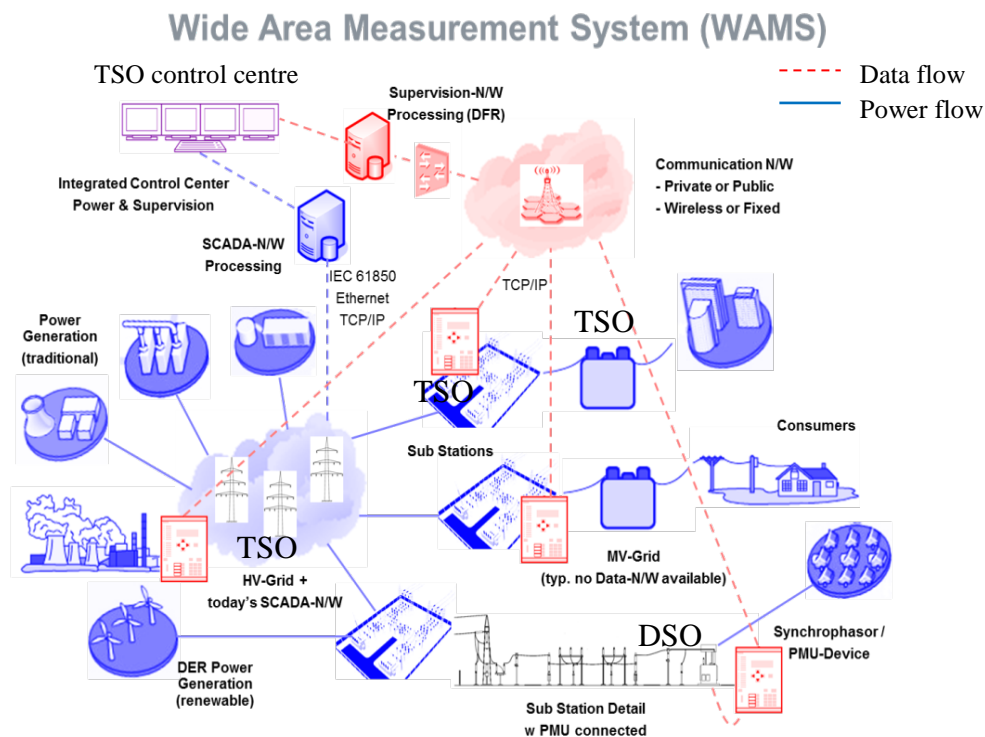 Wide Area Measurement System (WAMS)
TSO control centre
Data flow
Power flow
Supervision-N/W
Processing (DFR)
Communication N/W
- Private or Public
- Wireless or Fixed
Integrated Control Center
Power & Supervision
SCADA-N/W
Processing
IEC 61850
Ethernet
TCP/IP
TCP/IP
Power
Generation
(traditional)
TSO
TSO
Sub Stations
Consumers
TSO
HV-Grid +
today's SCADA-N/W
MV-Grid
(typ. no Data-N/W available)
DER Power
Generation
(renewable)
DSO
Synchrophasor /
PMU-Device
Sub Station Detail
w PMU connected